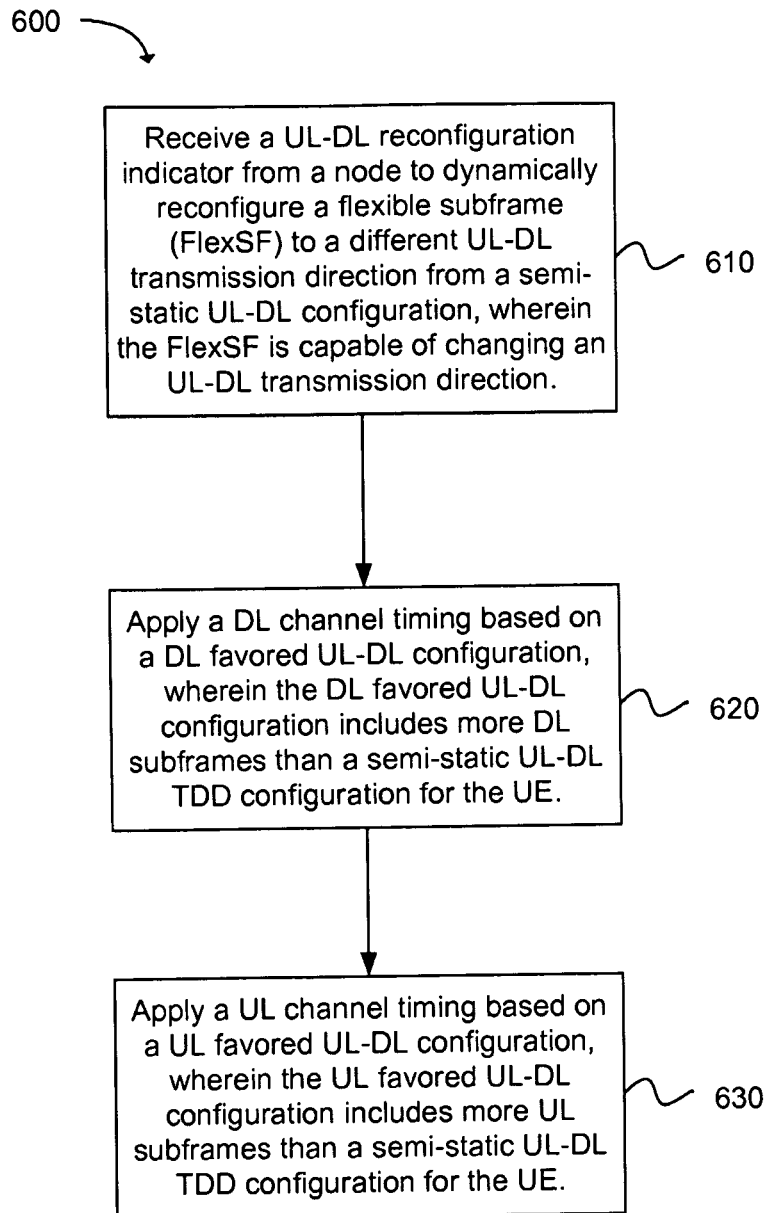 600
Receive a UL-DL reconfiguration
indicator from a node to dynamically
reconfigure a flexible subframe
(FlexSF) to a different UL-DL
transmission direction from a semi-
static UL-DL configuration, wherein
the FlexSF is capable of changing an
UL-DL transmission direction.
610
Apply a DL channel timing based on
a DL favored UL-DL configuration,
wherein the DL favored UL-DL
configuration includes more DL
subframes than a semi-static UL-DL
TDD configuration for the UE.
620
Apply a UL channel timing based on
a UL favored UL-DL configuration,
wherein the UL favored UL-DL
configuration includes more UL
subframes than a semi-static UL-DL
TDD configuration for the UE.
630